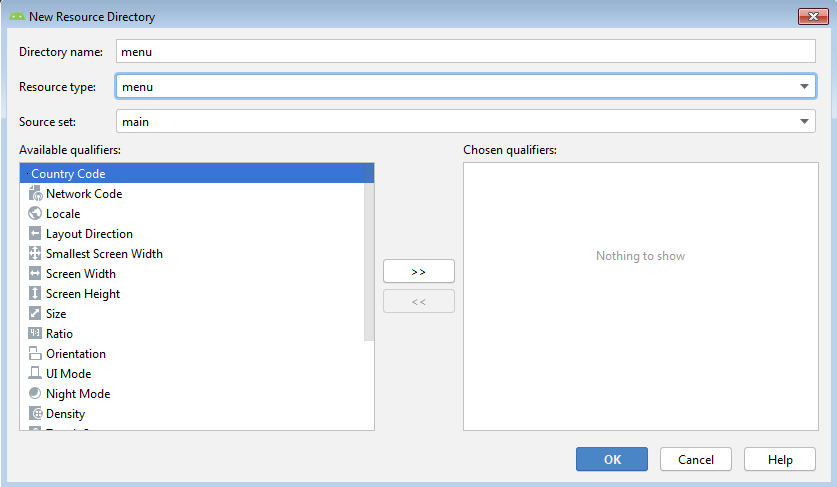 New Resource Directory
Directory name: menu
Resource type: menu
Source set: main
Available qualifiers:
Chosen qualifiers:
Country Code
Network Code
Locale
Layout Direction
Smallest Screen Width
Screen Width
Screen Height
Size
Ratio
Orientation
UI Mode
Night Mode
Density
>>
<<
Nothing to show
OK
Cancel
Help